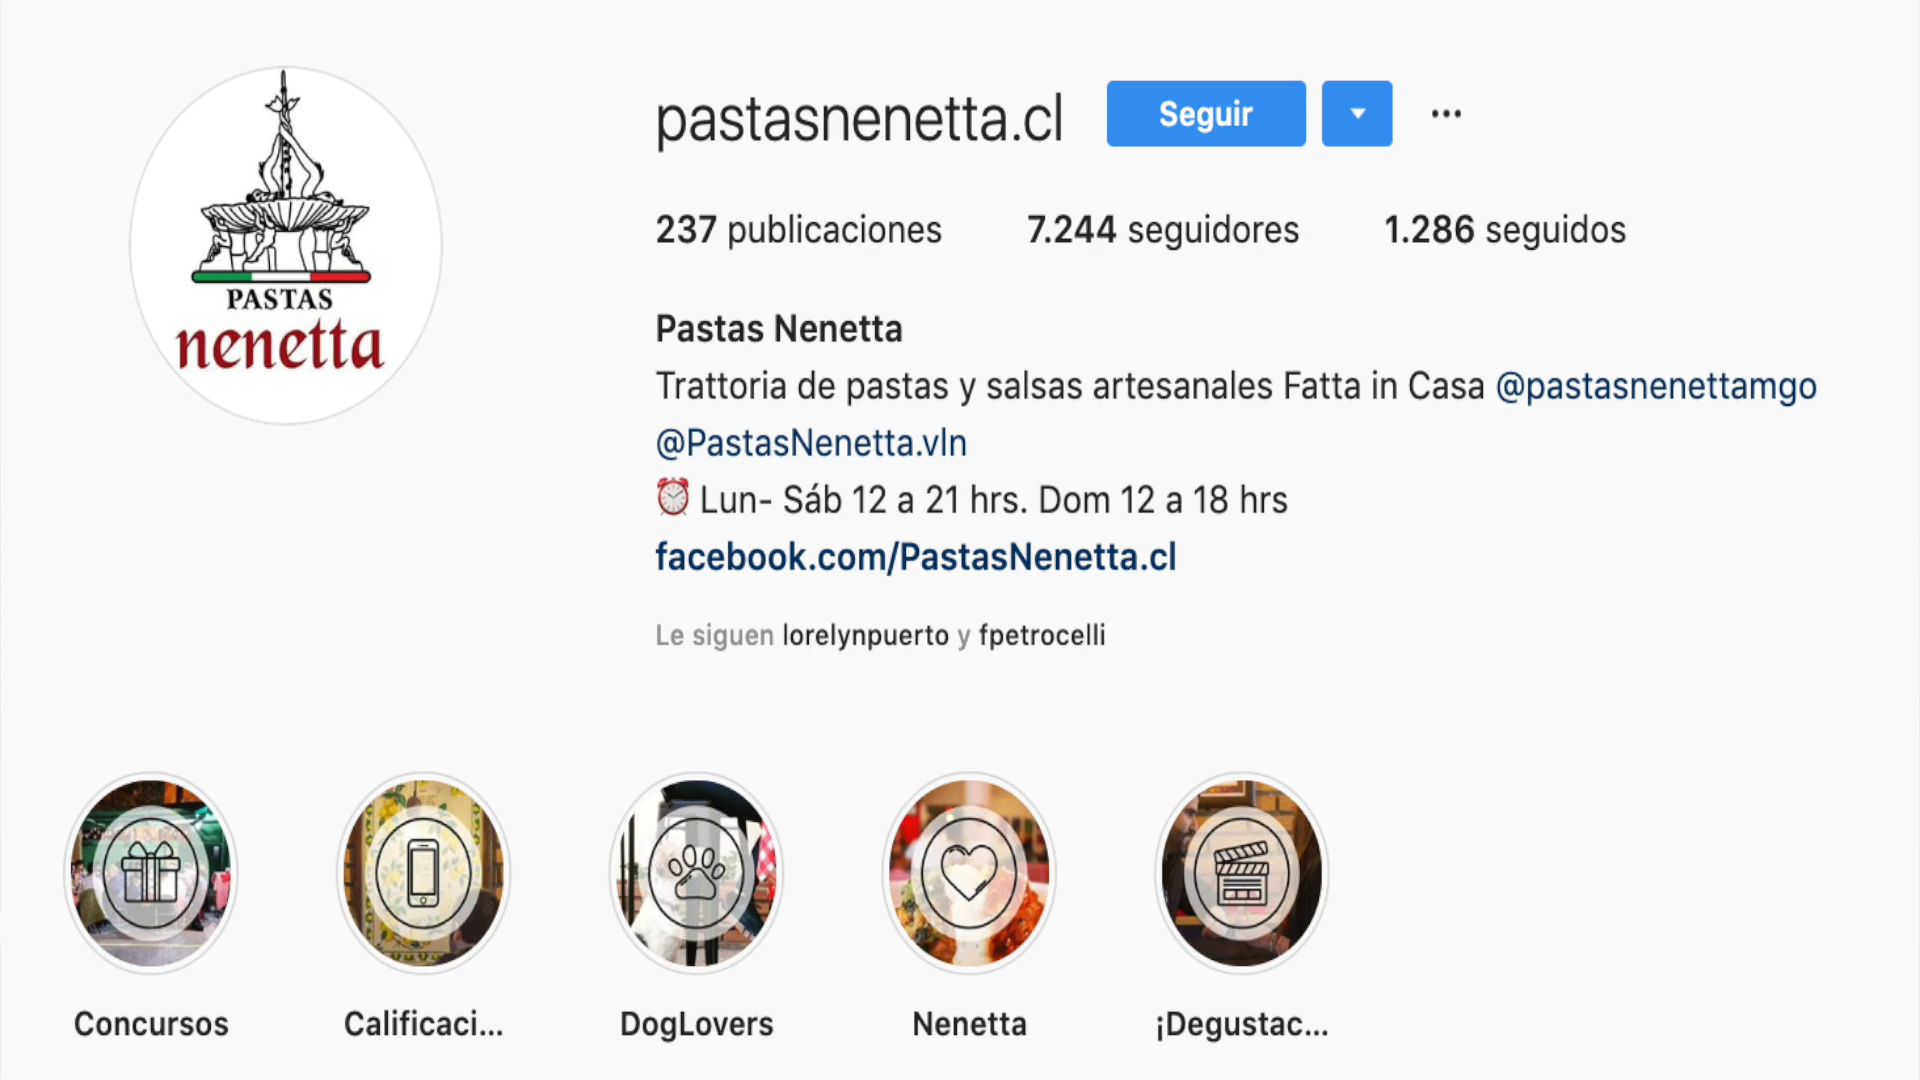 PASTAS
nenetta
pastasnenetta.cl Seguir ...
237 publicaciones 7.244 seguidores 1.286 seguidos
Pastas Nenetta
Trattoria de pastas y salsas artesanales Fatta in Casa @pastasnenettamgo
@PastasNenetta.vln
⏰ Lun- Sáb 12 a 21 hrs. Dom 12 a 18 hrs
facebook.com/PastasNenetta.cl
Le siguen lorelynpuerto y fpetrocelli
Concursos Calificaci... DogLovers Nenetta ¡Degustac...